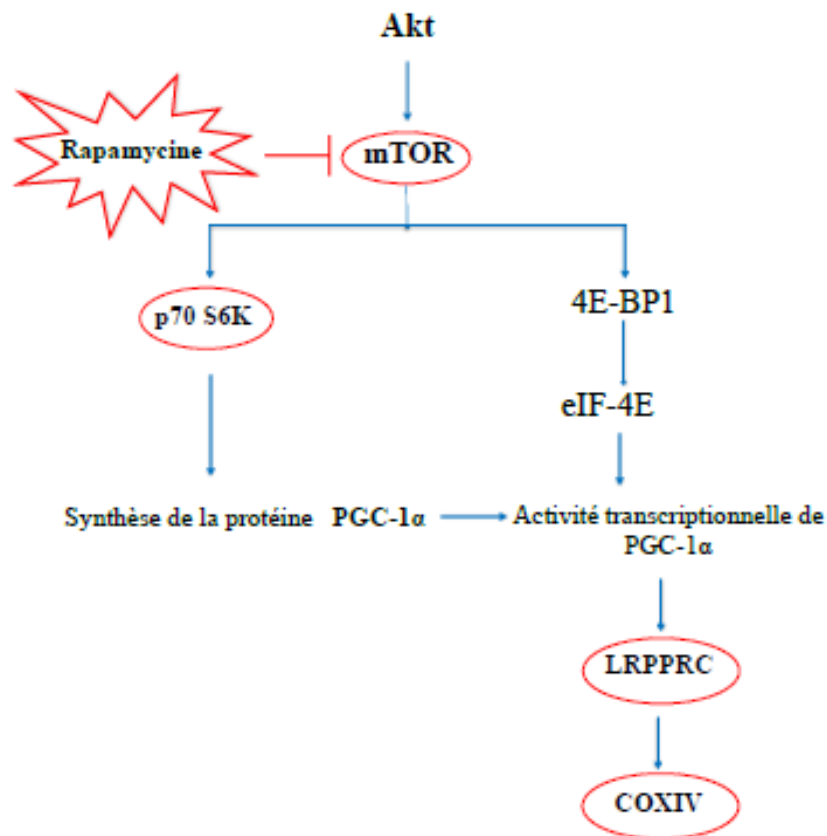 Akt
Rapamycine
mTOR
p70 S6K
4E-BP1
eIF-4E
Synthèse de la protéine PGC-1α
Activité transcriptionnelle de
PGC-1α
LRPPRC
COXIV